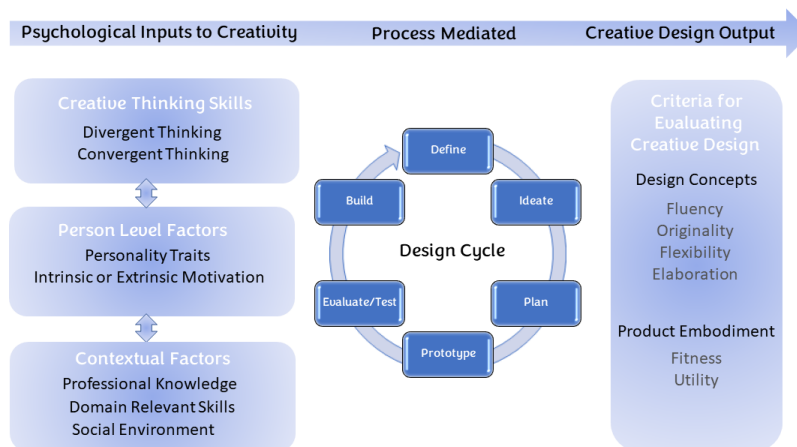 Psychological Inputs to Creativity
Process Mediated
Creative Design Output
Creative Thinking Skills
Divergent Thinking
Convergent Thinking
Person Level Factors
Personality Traits
Intrinsic or Extrinsic Motivation
Contextual Factors
Professional Knowledge
Domain Relevant Skills
Social Environment
Define
Ideate
Plan
Prototype
Evaluate/Test
Build
Design Cycle
Criteria for
Evaluating
Creative Design
Design Concepts
Fluency
Originality
Flexibility
Elaboration
Product Embodiment
Fitness
Utility